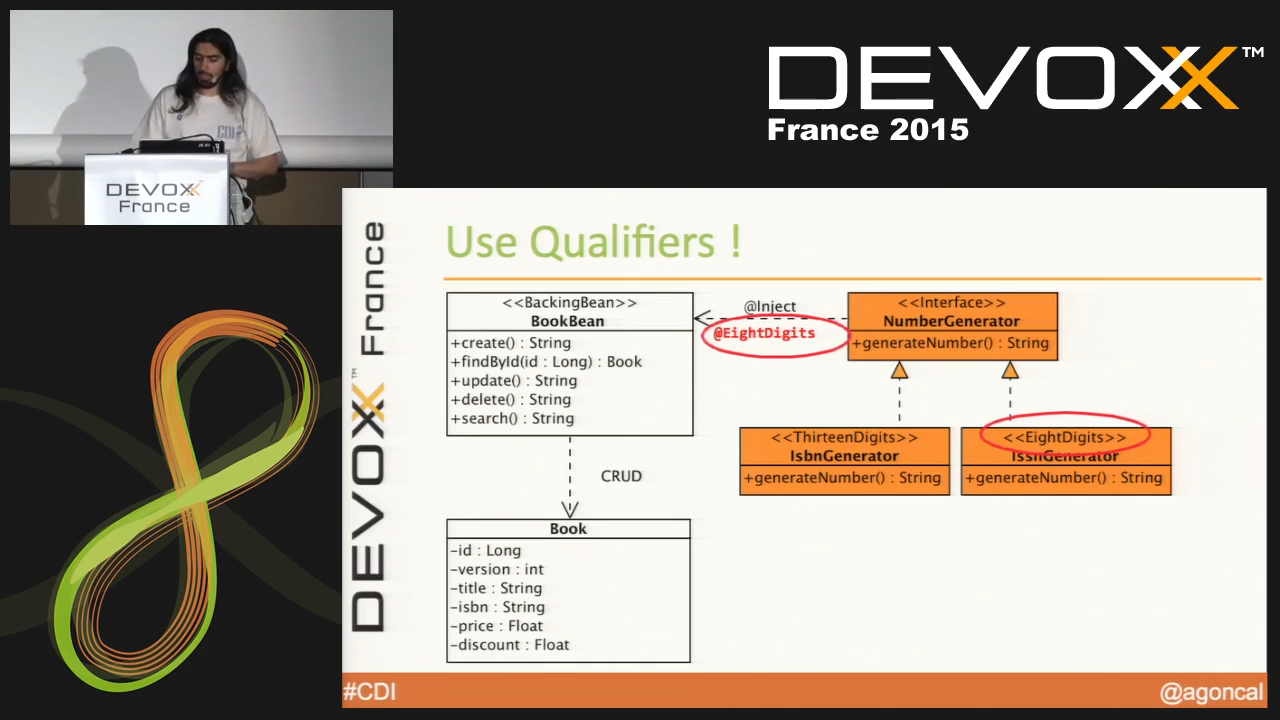 DEVOXX™
France 2015
CDI
DEVOXX
France
DEVOXX™ France
Use Qualifiers !
<<BackingBean>>
BookBean
+create() : String
+findById(id : Long) : Book
+update() : String
+delete() : String
+search() : String
@Inject
@EightDigits
<<Interface>>
NumberGenerator
+generateNumber() : String
<<ThirteenDigits>>
IsbnGenerator
+generateNumber() : String
<<EightDigits>>
IssnGenerator
+generateNumber() : String
CRUD
Book
-id : Long
-version : int
-title : String
-isbn : String
-price : Float
-discount : Float
#CDI
@agoncal